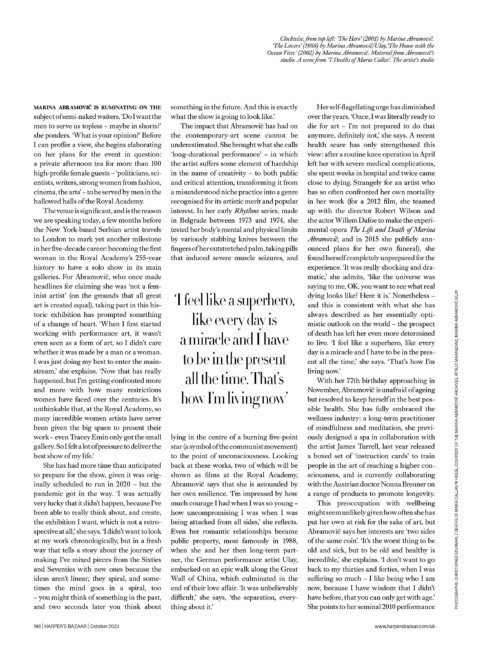 Clockwise, from top left: 'The Hero' (2001) by Marina Abramović.
'The Lovers' (1988) by Marina Abramović/Ulay. 'The House with the
Ocean View' (2002) by Marina Abramović. Material from Abramović's
studio. A scene from '7 Deaths of Maria Callas'. The artist's studio
MARINA ABRAMOVIĆ IS RUMINATING ON THE
subject of semi-naked waiters. 'Do I want the
men to serve us topless – maybe in shorts?'
she ponders. 'What is your opinion?' Before
I can proffer a view, she begins elaborating
on her plans for the event in question:
a private afternoon tea for more than 100
high-profile female guests – 'politicians, sci-
entists, writers, strong women from fashion,
cinema, the arts' – to be served by men in the
hallowed halls of the Royal Academy.
The venue is significant, and is the reason
we are speaking today, a few months before
the New York-based Serbian artist travels
to London to mark yet another milestone
in her five-decade career: becoming the first
woman in the Royal Academy's 255-year
history to have a solo show in its main
galleries. For Abramović, who once made
headlines for claiming she was 'not a fem-
inist artist' (on the grounds that all great
art is created equal), taking part in this his-
toric exhibition has prompted something
of a change of heart. 'When I first started
working with performance art, it wasn't
even seen as a form of art, so I didn't care
whether it was made by a man or a woman.
I was just doing my best to enter the main-
stream,' she explains. 'Now that has really
happened, but I'm getting confronted more
and more with how many restrictions
women have faced over the centuries. It's
unthinkable that, at the Royal Academy, so
many incredible women artists have never
been given the big space to present their
work – even Tracey Emin only got the small
gallery. So I felt a lot of pressure to deliver the
best show of my life.'
She has had more time than anticipated
to prepare for the show, given it was orig-
inally scheduled to run in 2020 – but the
pandemic got in the way. 'I was actually
very lucky that it didn't happen, because I've
been able to really think about, and create,
the exhibition I want, which is not a retro-
spective at all,' she says. 'I didn't want to look
at my work chronologically, but in a fresh
way that tells a story about the journey of
making. I've mixed pieces from the Sixties
and Seventies with new ones because the
ideas aren't linear; they spiral, and some-
times the mind goes in a spiral, too
– you might think of something in the past,
and two seconds later you think about
something in the future. And this is exactly
what the show is going to look like.'
The impact that Abramović has had on
the contemporary-art scene cannot be
underestimated. She brought what she calls
'long-durational performance' – in which
the artist suffers some element of hardship
in the name of creativity – to both public
and critical attention, transforming it from
a misunderstood niche practice into a genre
recognised for its artistic merit and popular
interest. In her early Rhythm series, made
in Belgrade between 1973 and 1974, she
tested her body's and mental physical limits
by variously stabbing knives between the
fingers of her outstretched palm, taking pills
that induced severe muscle seizures, and
'I feel like a superhero,
like every day is
a miracle and I have
to be in the present
all the time. That's
how I'm living now'
lying in the centre of a burning five-point
star (a symbol of the communist movement)
to the point of unconsciousness. Looking
back at these works, two of which will be
shown as films at the Royal Academy,
Abramović says that she is astounded by
her own resilience. 'I'm impressed by how
much courage I had when I was so young –
how uncompromising I was when I was
being attacked from all sides,' she reflects.
Even her romantic relationships became
public property, most famously in 1988,
when she and her then long-term part-
ner, the German performance artist Ulay,
embarked on an epic walk along the Great
Wall of China, which culminated in the
end of their love affair. 'It was unbelievably
difficult,' she says, 'the separation, every-
thing about it.'
Her self-flagellating urge has diminished
over the years. 'Once, I was literally ready to
die for art – I'm not prepared to do that
anymore, definitely not,' she says. A recent
health scare has only strengthened this
view: after a routine knee operation in April
left her with severe medical complications,
she spent weeks in hospital and twice came
close to dying. Strangely for an artist who
has so often confronted her own mortality
in her work (for a 2012 film, she teamed
up with the director Robert Wilson and
the actor Willem Dafoe to make the experi-
mental opera The Life and Death of Marina
Abramović, and in 2015 she publicly ann-
ounced plans for her own funeral), she
found herself completely unprepared for the
experience. 'It was really shocking and dra-
matic,' she admits, 'like the universe was
saying to me, OK, you want to see what real
dying looks like? Here it is.' Nonetheless –
and this is consistent with what she has
always described as her essentially opti-
mistic outlook on the world – the prospect
of death has left her even more determined
to live. 'I feel like a superhero, like every
day is a miracle and I have to be in the pres-
ent all the time,' she says. 'That's how I'm
living now.'
With her 77th birthday approaching in
November, Abramović is unafraid of ageing
but resolved to keep herself in the best pos-
sible health. She has fully embraced the
wellness industry: a long-term practitioner
of mindfulness and meditation, she previ-
ously designed a spa in collaboration with
the artist James Turrell, last year released
a boxed set of 'instruction cards' to train
people in the art of reaching a higher con-
sciousness, and is currently collaborating
with the Austrian doctor Nonna Brenner on
a range of products to promote longevity.
This preoccupation with wellbeing
might seem unlikely given how often she has
put her own at risk for the sake of art, but
Abramović says her interests are 'two sides
of the same coin'. 'It's the worst thing to be
old and sick, but to be old and healthy is
incredible,' she explains. 'I don't want to go
back to my thirties and forties, when I was
suffering so much – I like being who I am
now, because I have wisdom that I didn't
have before, that you can only get with age.'
She points to her seminal 2010 performance
198 | HARPER'S BAZAAR | October 2023
www.harpersbazaar.com/uk